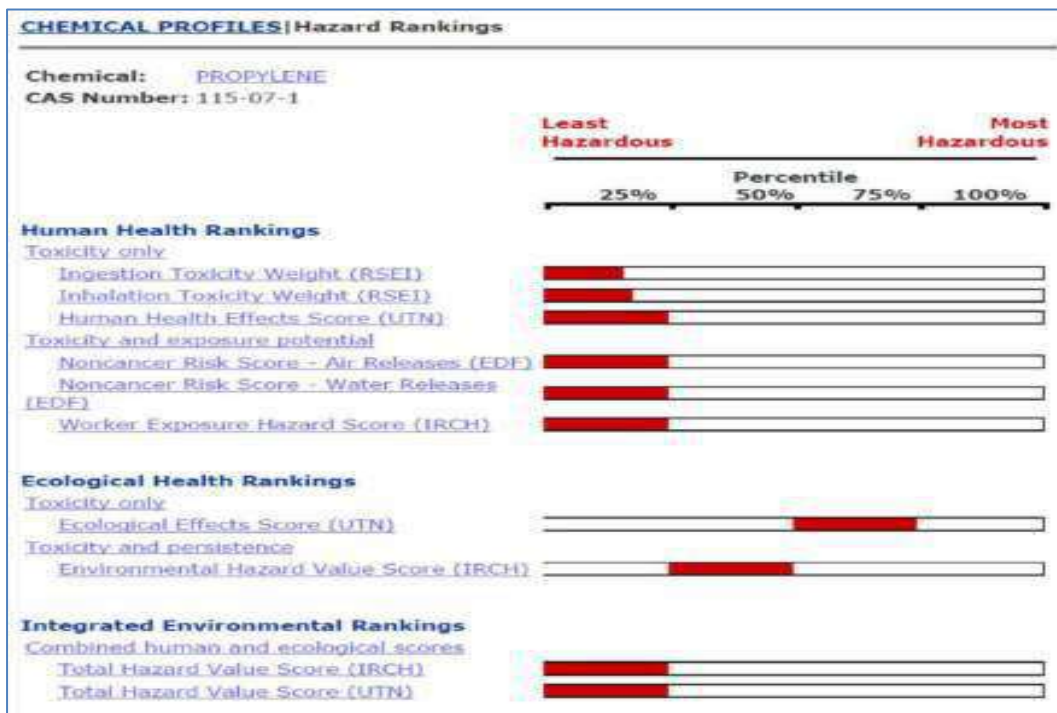 CHEMICAL PROFILES|Hazard Rankings
Chemical: PROPYLENE
CAS Number: 115-07-1
Least Most
Hazardous Hazardous
Percentile
25% 50% 75% 100%
Human Health Rankings
Toxicity only
Ingestion Toxicity Weight (RSEI)
Inhalation Toxicity Weight (RSEI)
Human Health Effects Score (UTN)
Toxicity and exposure potential
Noncancer Risk Score - Air Releases (EDF)
Noncancer Risk Score - Water Releases
(EDF)
Worker Exposure Hazard Score (IRCH)
Ecological Health Rankings
Toxicity only
Ecological Effects Score (UTN)
Toxicity and persistence
Environmental Hazard Value Score (IRCH)
Integrated Environmental Rankings
Combined human and ecological scores
Total Hazard Value Score (IRCH)
Total Hazard Value Score (UTN)